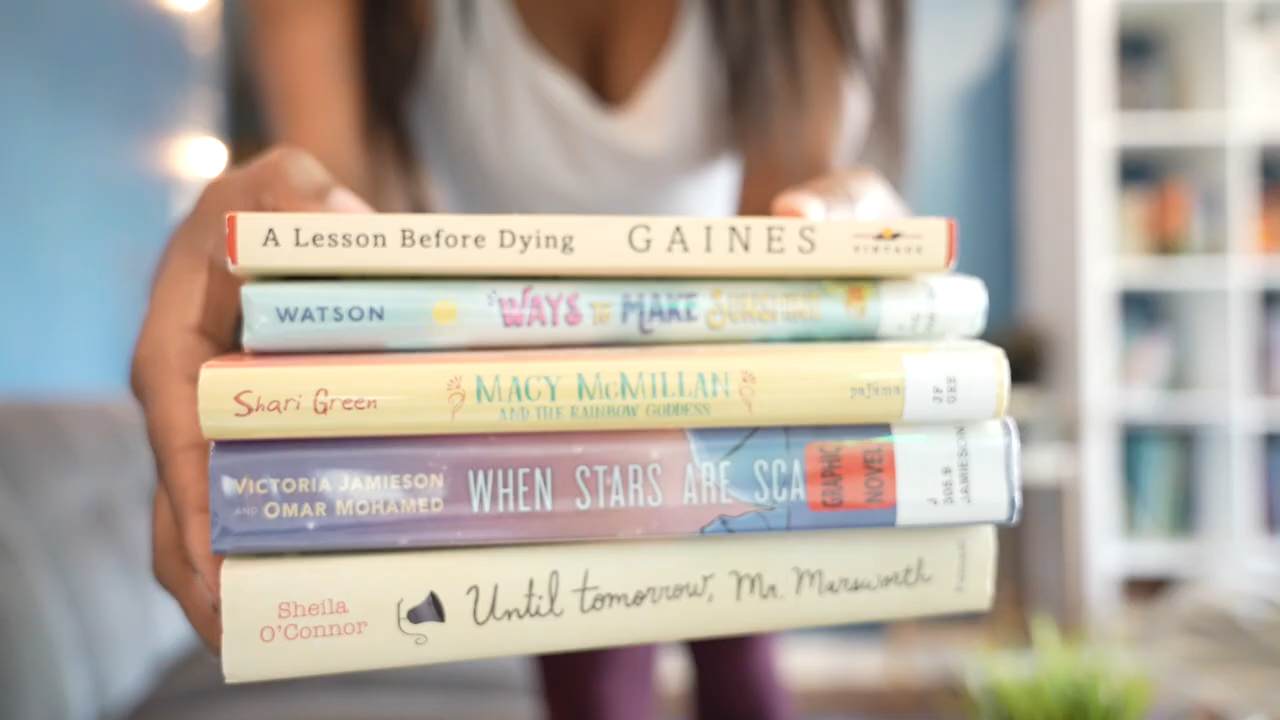 A Lesson Before Dying GAINES VINTAGE
WATSON WAYS TO MAKE SUNSHINE
Shari Green MACY McMILLAN pajama JF GRE
AND THE RAINBOW GODDESS
VICTORIA JAMIESON WHEN STARS ARE SCA GRAPHIC NOVEL J 305.9 JAMIESON
AND OMAR MOHAMED
Sheila Until tomorrow, Mr. Marsworth
O'Connor